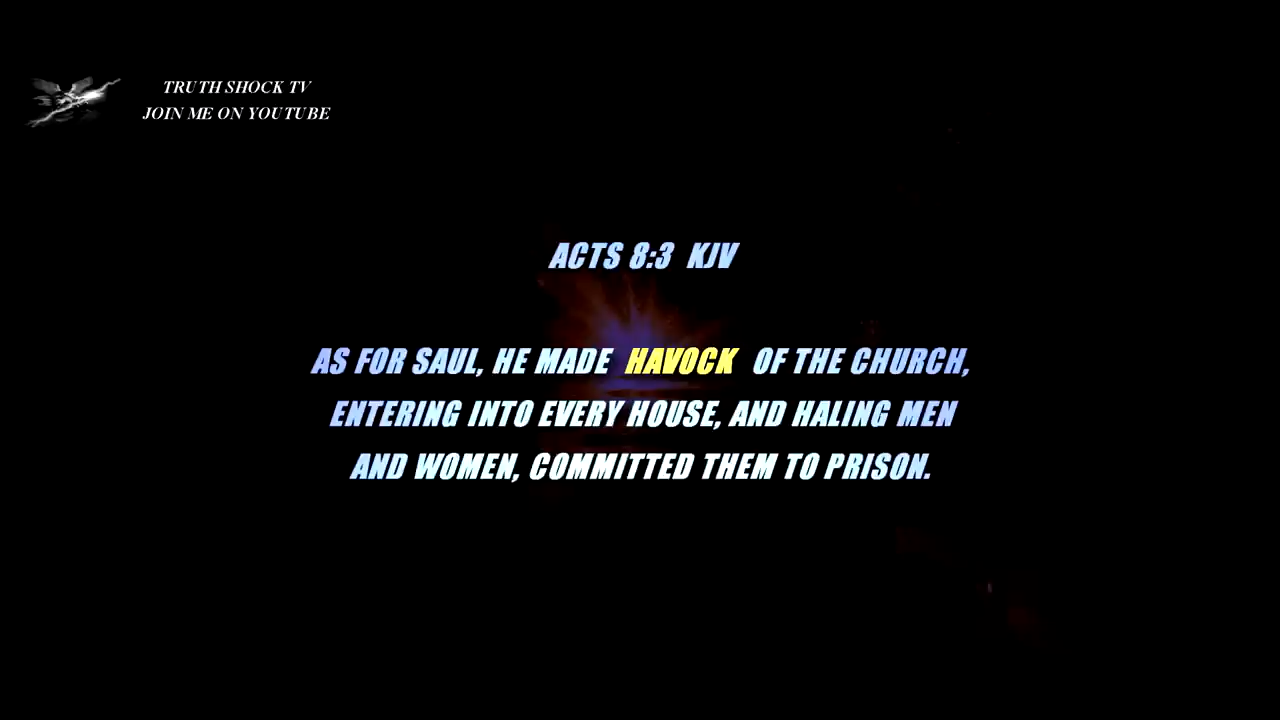 TRUTH SHOCK TV
JOIN ME ON YOUTUBE
ACTS 8:3 KJV
AS FOR SAUL, HE MADE HAVOCK OF THE CHURCH,
ENTERING INTO EVERY HOUSE, AND HALING MEN
AND WOMEN, COMMITTED THEM TO PRISON.